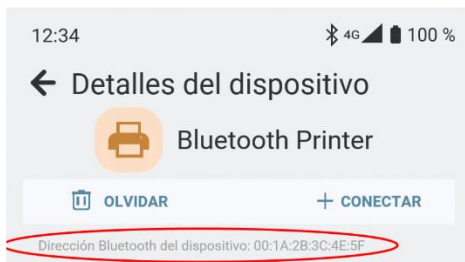 12:34 4G 100 %
Detalles del dispositivo
Bluetooth Printer
OLVIDAR CONECTAR
Dirección Bluetooth del dispositivo: 00:1A:2B:3C:4E:5F